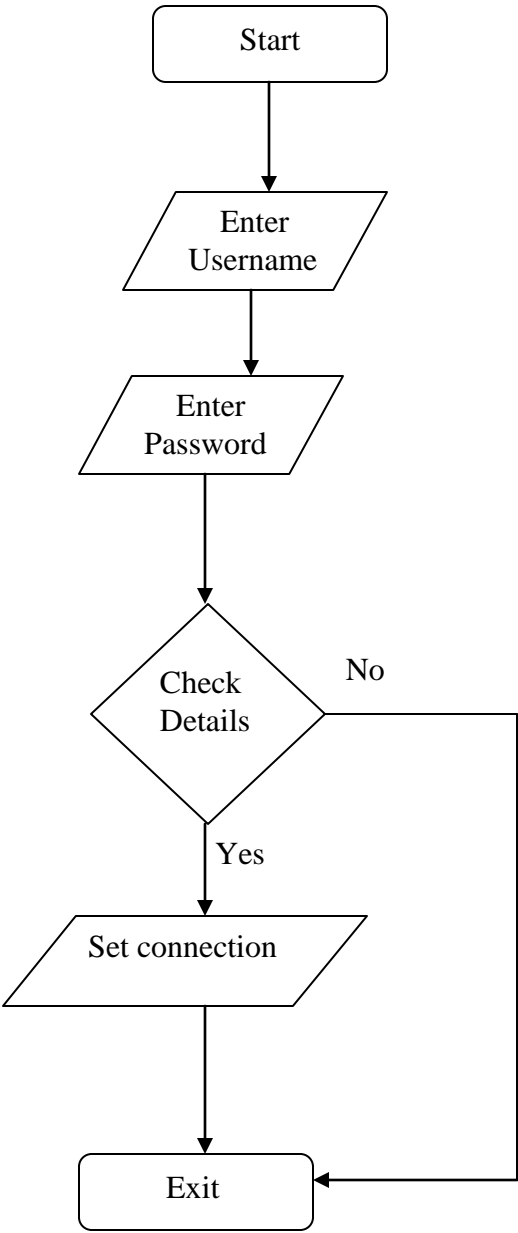 Start
Enter
Username
Enter
Password
Check
Details
No
Yes
Set connection
Exit